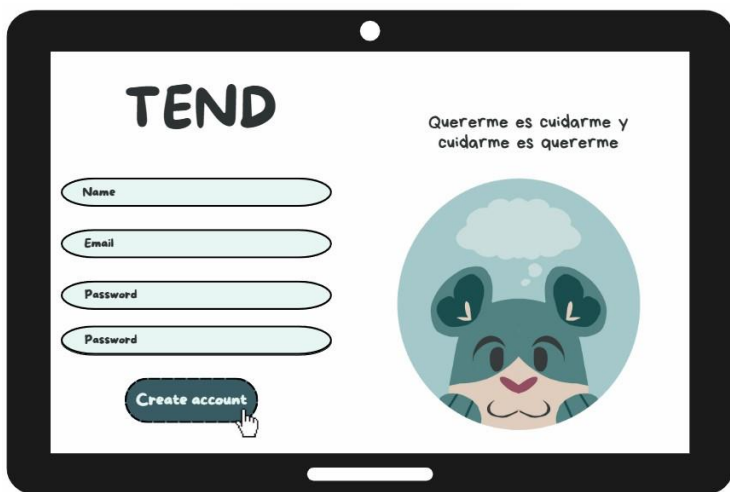 TEND
Name
Email
Password
Password
Create account
Quererme es cuidarme y
cuidarme es quererme